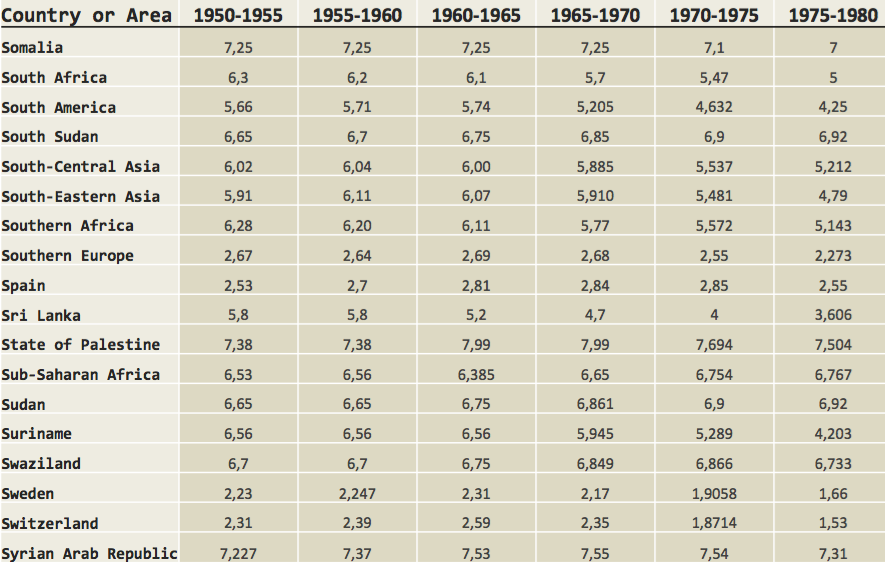 Country or Area 1950-1955 1955-1960 1960-1965 1965-1970 1970-1975 1975-1980
Somalia 7,25 7,25 7,25 7,25 7,1 7
South Africa 6,3 6,2 6,1 5,7 5,47 5
South America 5,66 5,71 5,74 5,205 4,632 4,25
South Sudan 6,65 6,7 6,75 6,85 6,9 6,92
South-Central Asia 6,02 6,04 6,00 5,885 5,537 5,212
South-Eastern Asia 5,91 6,11 6,07 5,910 5,481 4,79
Southern Africa 6,28 6,20 6,11 5,77 5,572 5,143
Southern Europe 2,67 2,64 2,69 2,68 2,55 2,273
Spain 2,53 2,7 2,81 2,84 2,85 2,55
Sri Lanka 5,8 5,8 5,2 4,7 4 3,606
State of Palestine 7,38 7,38 7,99 7,99 7,694 7,504
Sub-Saharan Africa 6,53 6,56 6,385 6,65 6,754 6,767
Sudan 6,65 6,65 6,75 6,861 6,9 6,92
Suriname 6,56 6,56 6,56 5,945 5,289 4,203
Swaziland 6,7 6,7 6,75 6,849 6,866 6,733
Sweden 2,23 2,247 2,31 2,17 1,9058 1,66
Switzerland 2,31 2,39 2,59 2,35 1,8714 1,53
Syrian Arab Republic 7,227 7,37 7,53 7,55 7,54 7,31